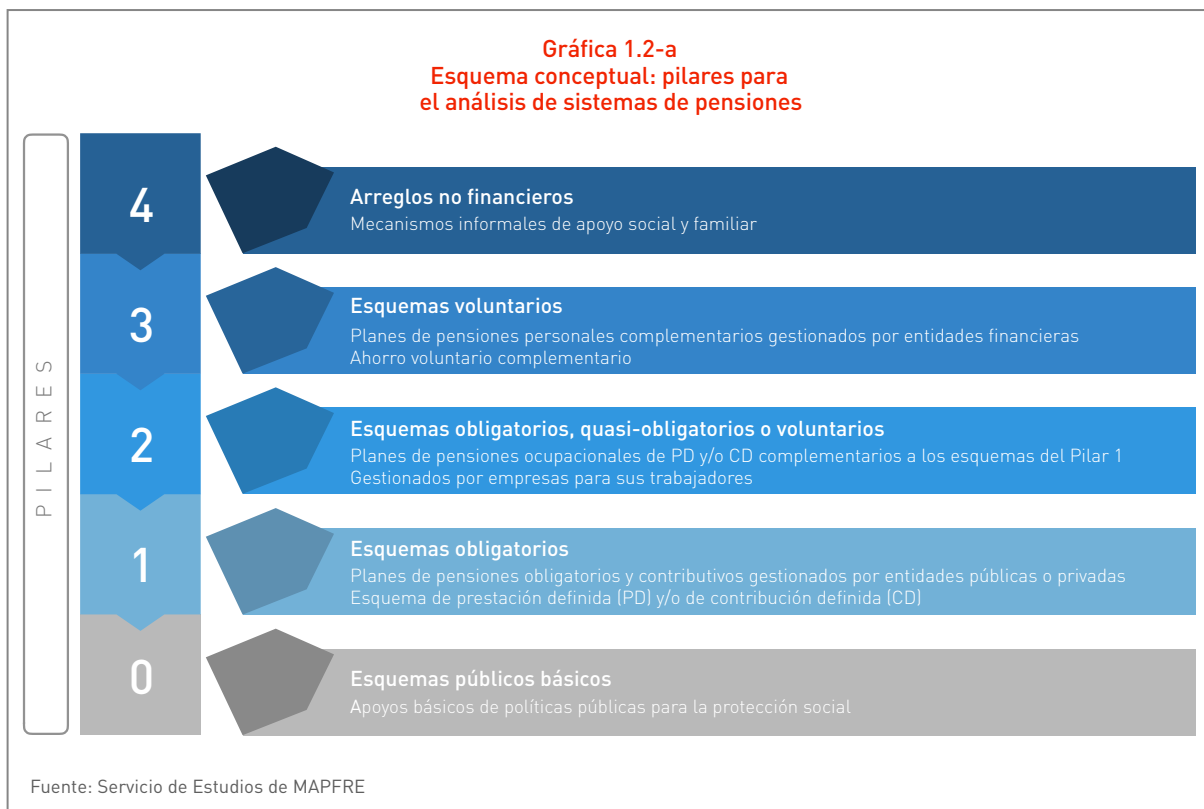 Gráfica 1.2-a
Esquema conceptual: pilares para
el análisis de sistemas de pensiones
PILARES
4
Arreglos no financieros
Mecanismos informales de apoyo social y familiar
3
Esquemas voluntarios
Planes de pensiones personales complementarios gestionados por entidades financieras
Ahorro voluntario complementario
2
Esquemas obligatorios, quasi-obligatorios o voluntarios
Planes de pensiones ocupacionales de PD y/o CD complementarios a los esquemas del Pilar 1
Gestionados por empresas para sus trabajadores
1
Esquemas obligatorios
Planes de pensiones obligatorios y contributivos gestionados por entidades públicas o privadas
Esquema de prestación definida (PD) y/o de contribución definida (CD)
0
Esquemas públicos básicos
Apoyos básicos de políticas públicas para la protección social
Fuente: Servicio de Estudios de MAPFRE